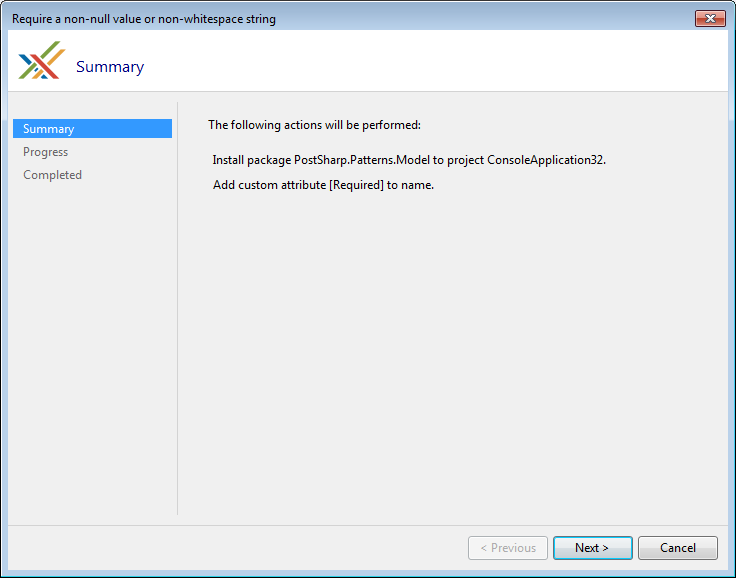 Require a non-null value or non-whitespace string
Summary
Summary
Progress
Completed
The following actions will be performed:
Install package PostSharp.Patterns.Model to project ConsoleApplication32.
Add custom attribute [Required] to name.
< Previous
Next >
Cancel